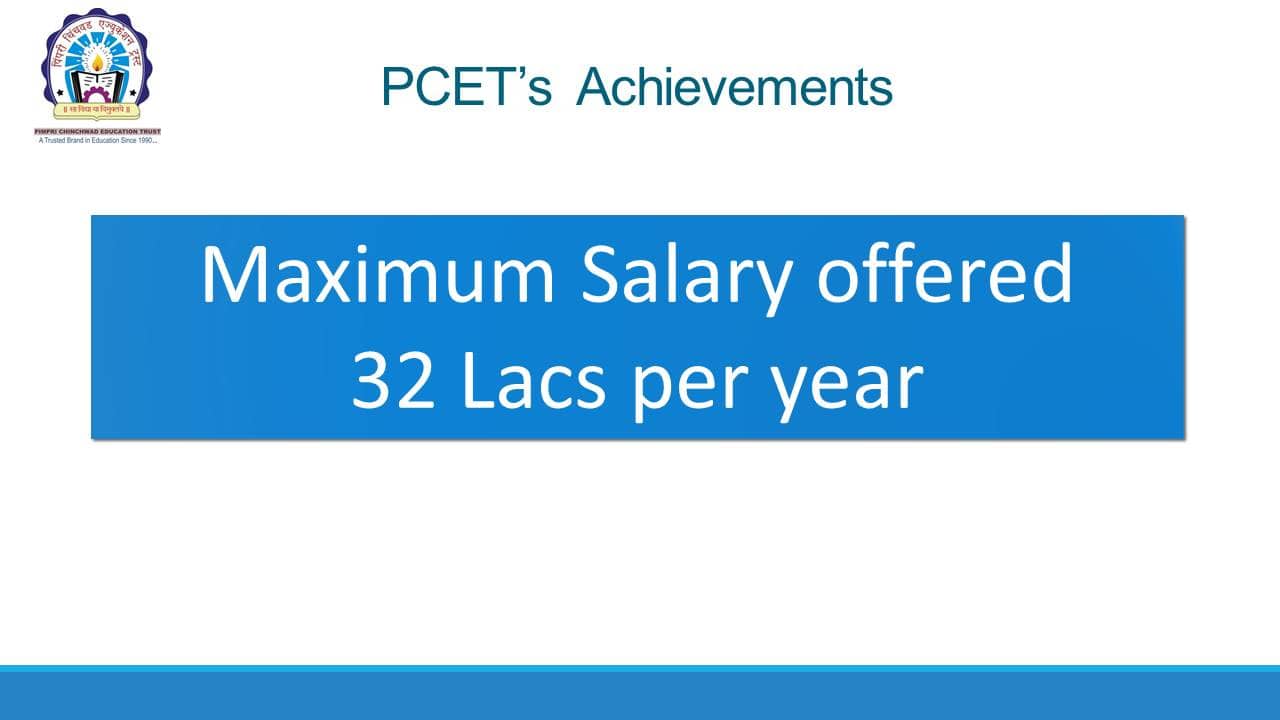 पिंपरी चिंचवड एज्युकेशन ट्रस्ट
॥ सा विद्या या विमुक्तये ॥
PIMPRI CHINCHWAD EDUCATION TRUST
A Trusted Brand in Education Since 1990...
PCET’s Achievements
Maximum Salary offered
32 Lacs per year